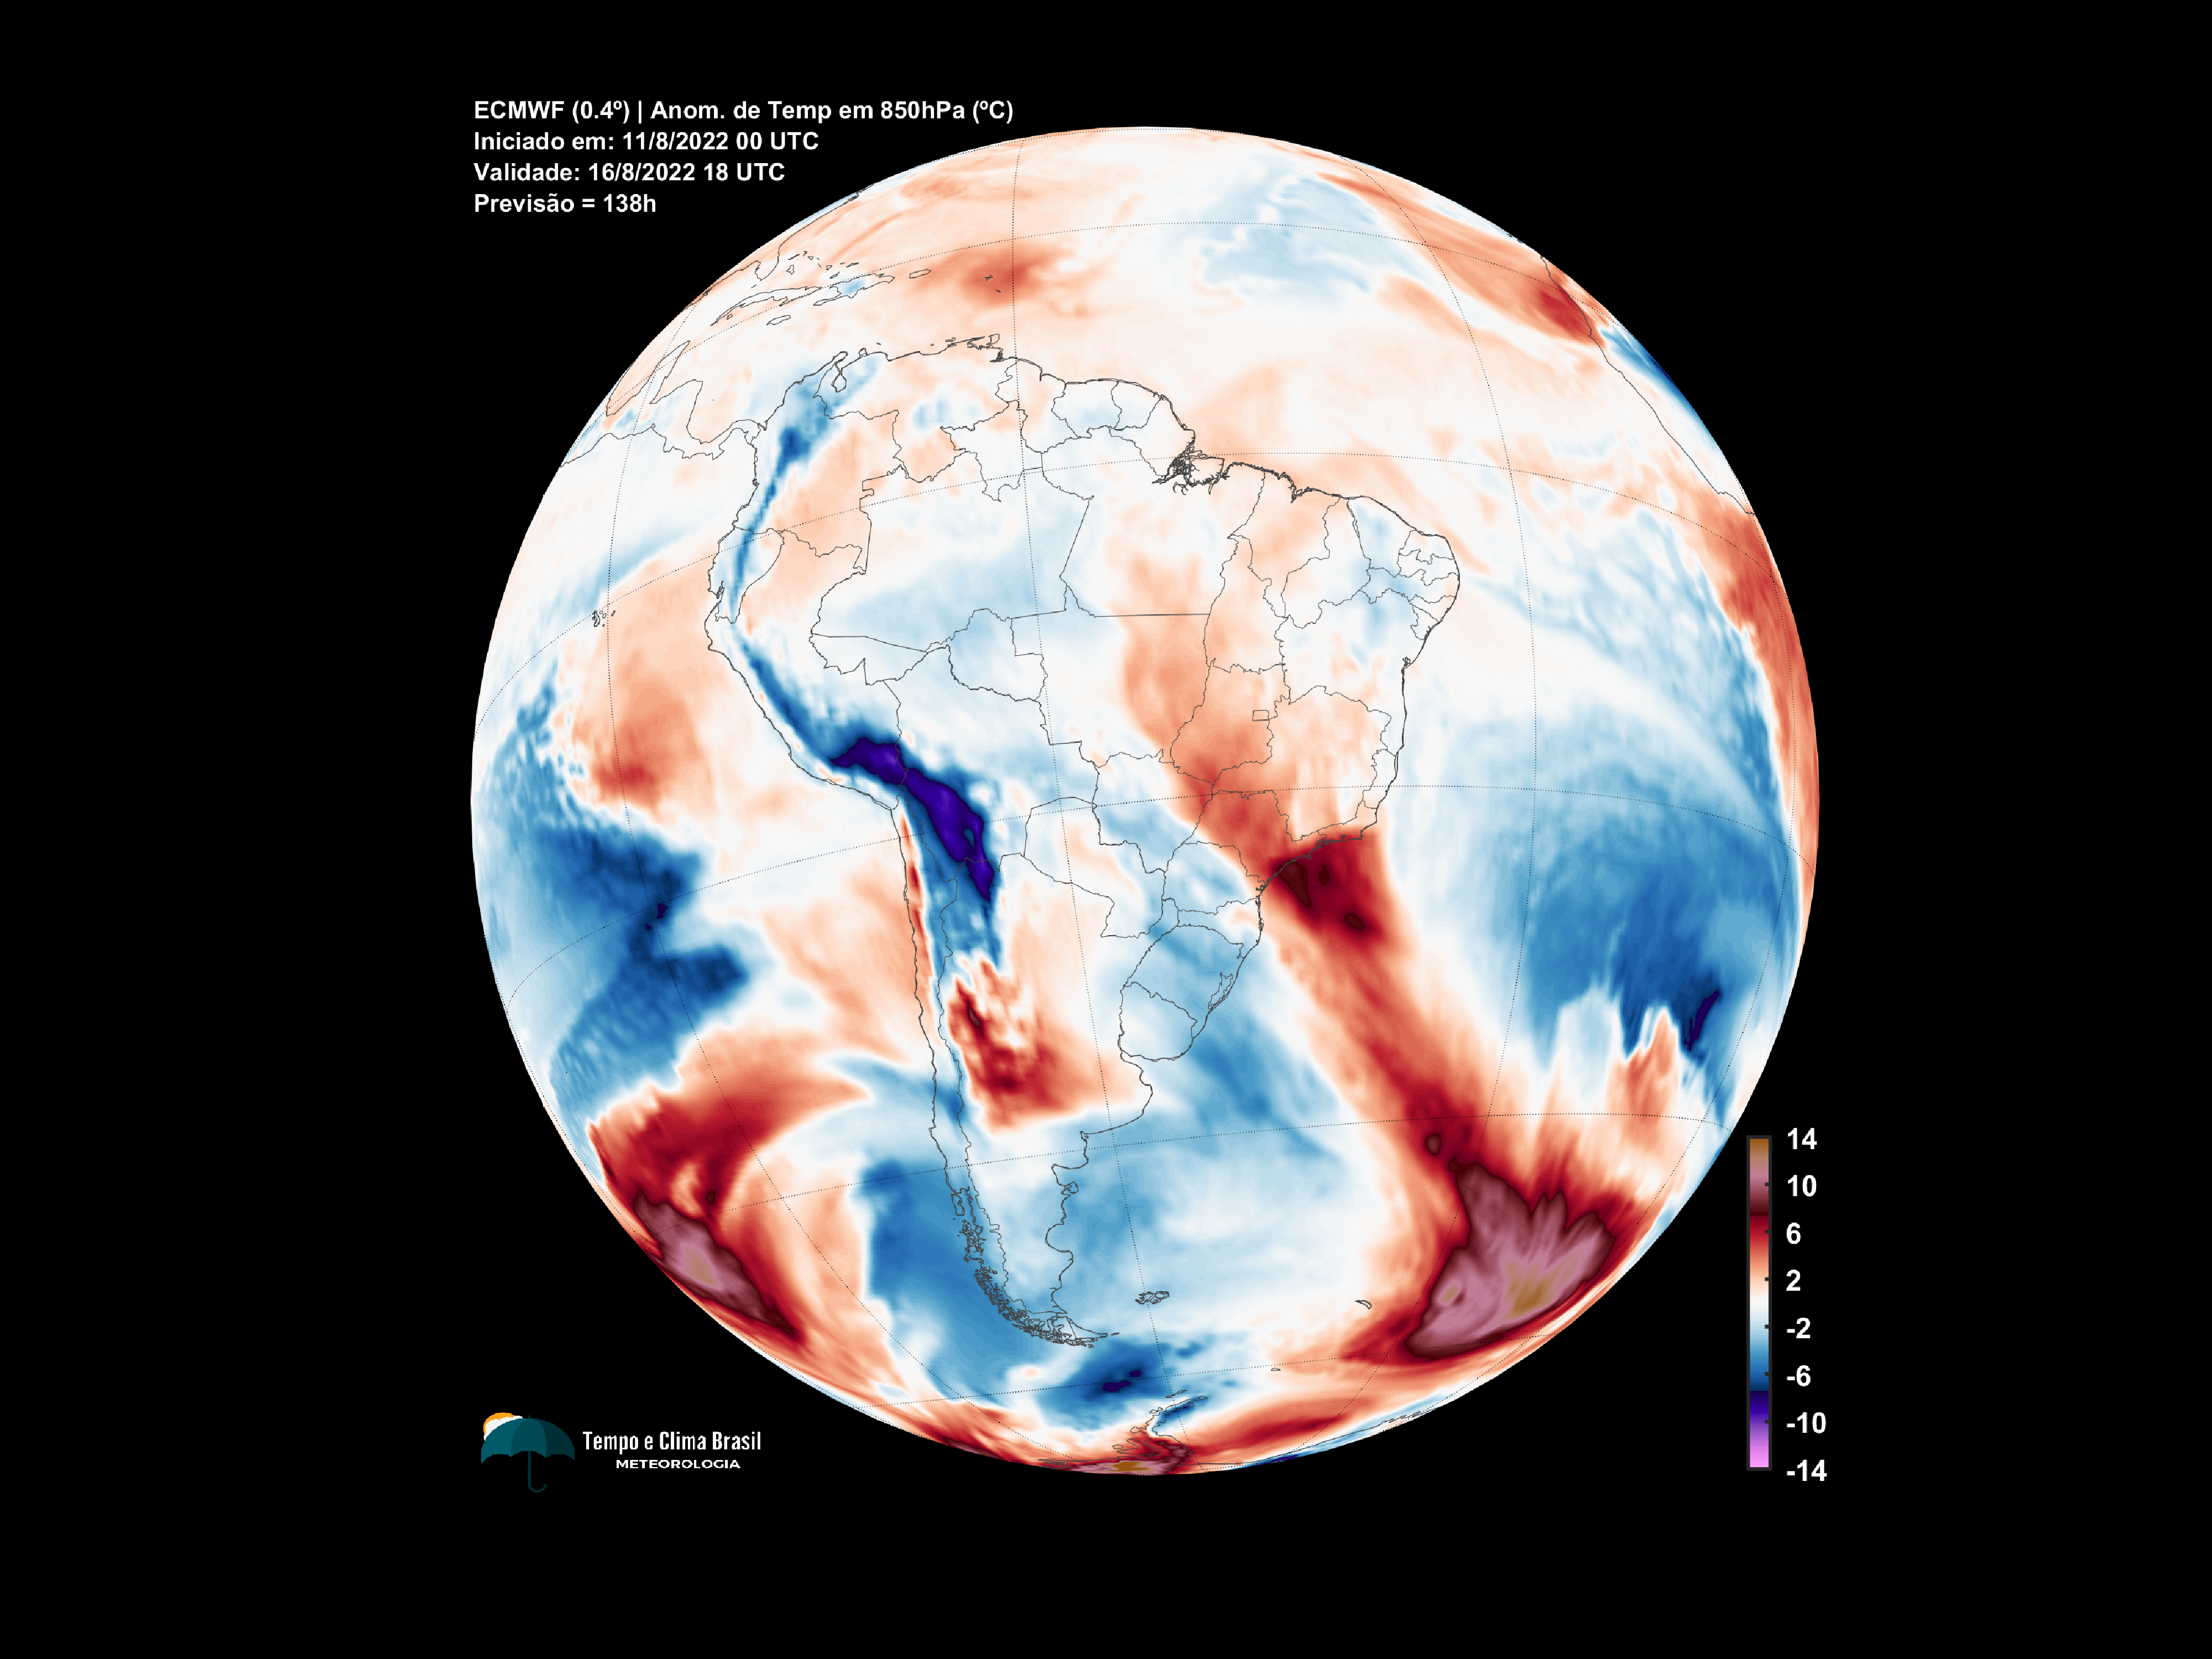 ECMWF (0.4º) | Anom. de Temp em 850hPa (ºC)
Iniciado em: 11/8/2022 00 UTC
Validade: 16/8/2022 18 UTC
Previsão = 138h
14
10
6
2
-2
-6
-10
-14
Tempo e Clima Brasil
METEOROLOGIA